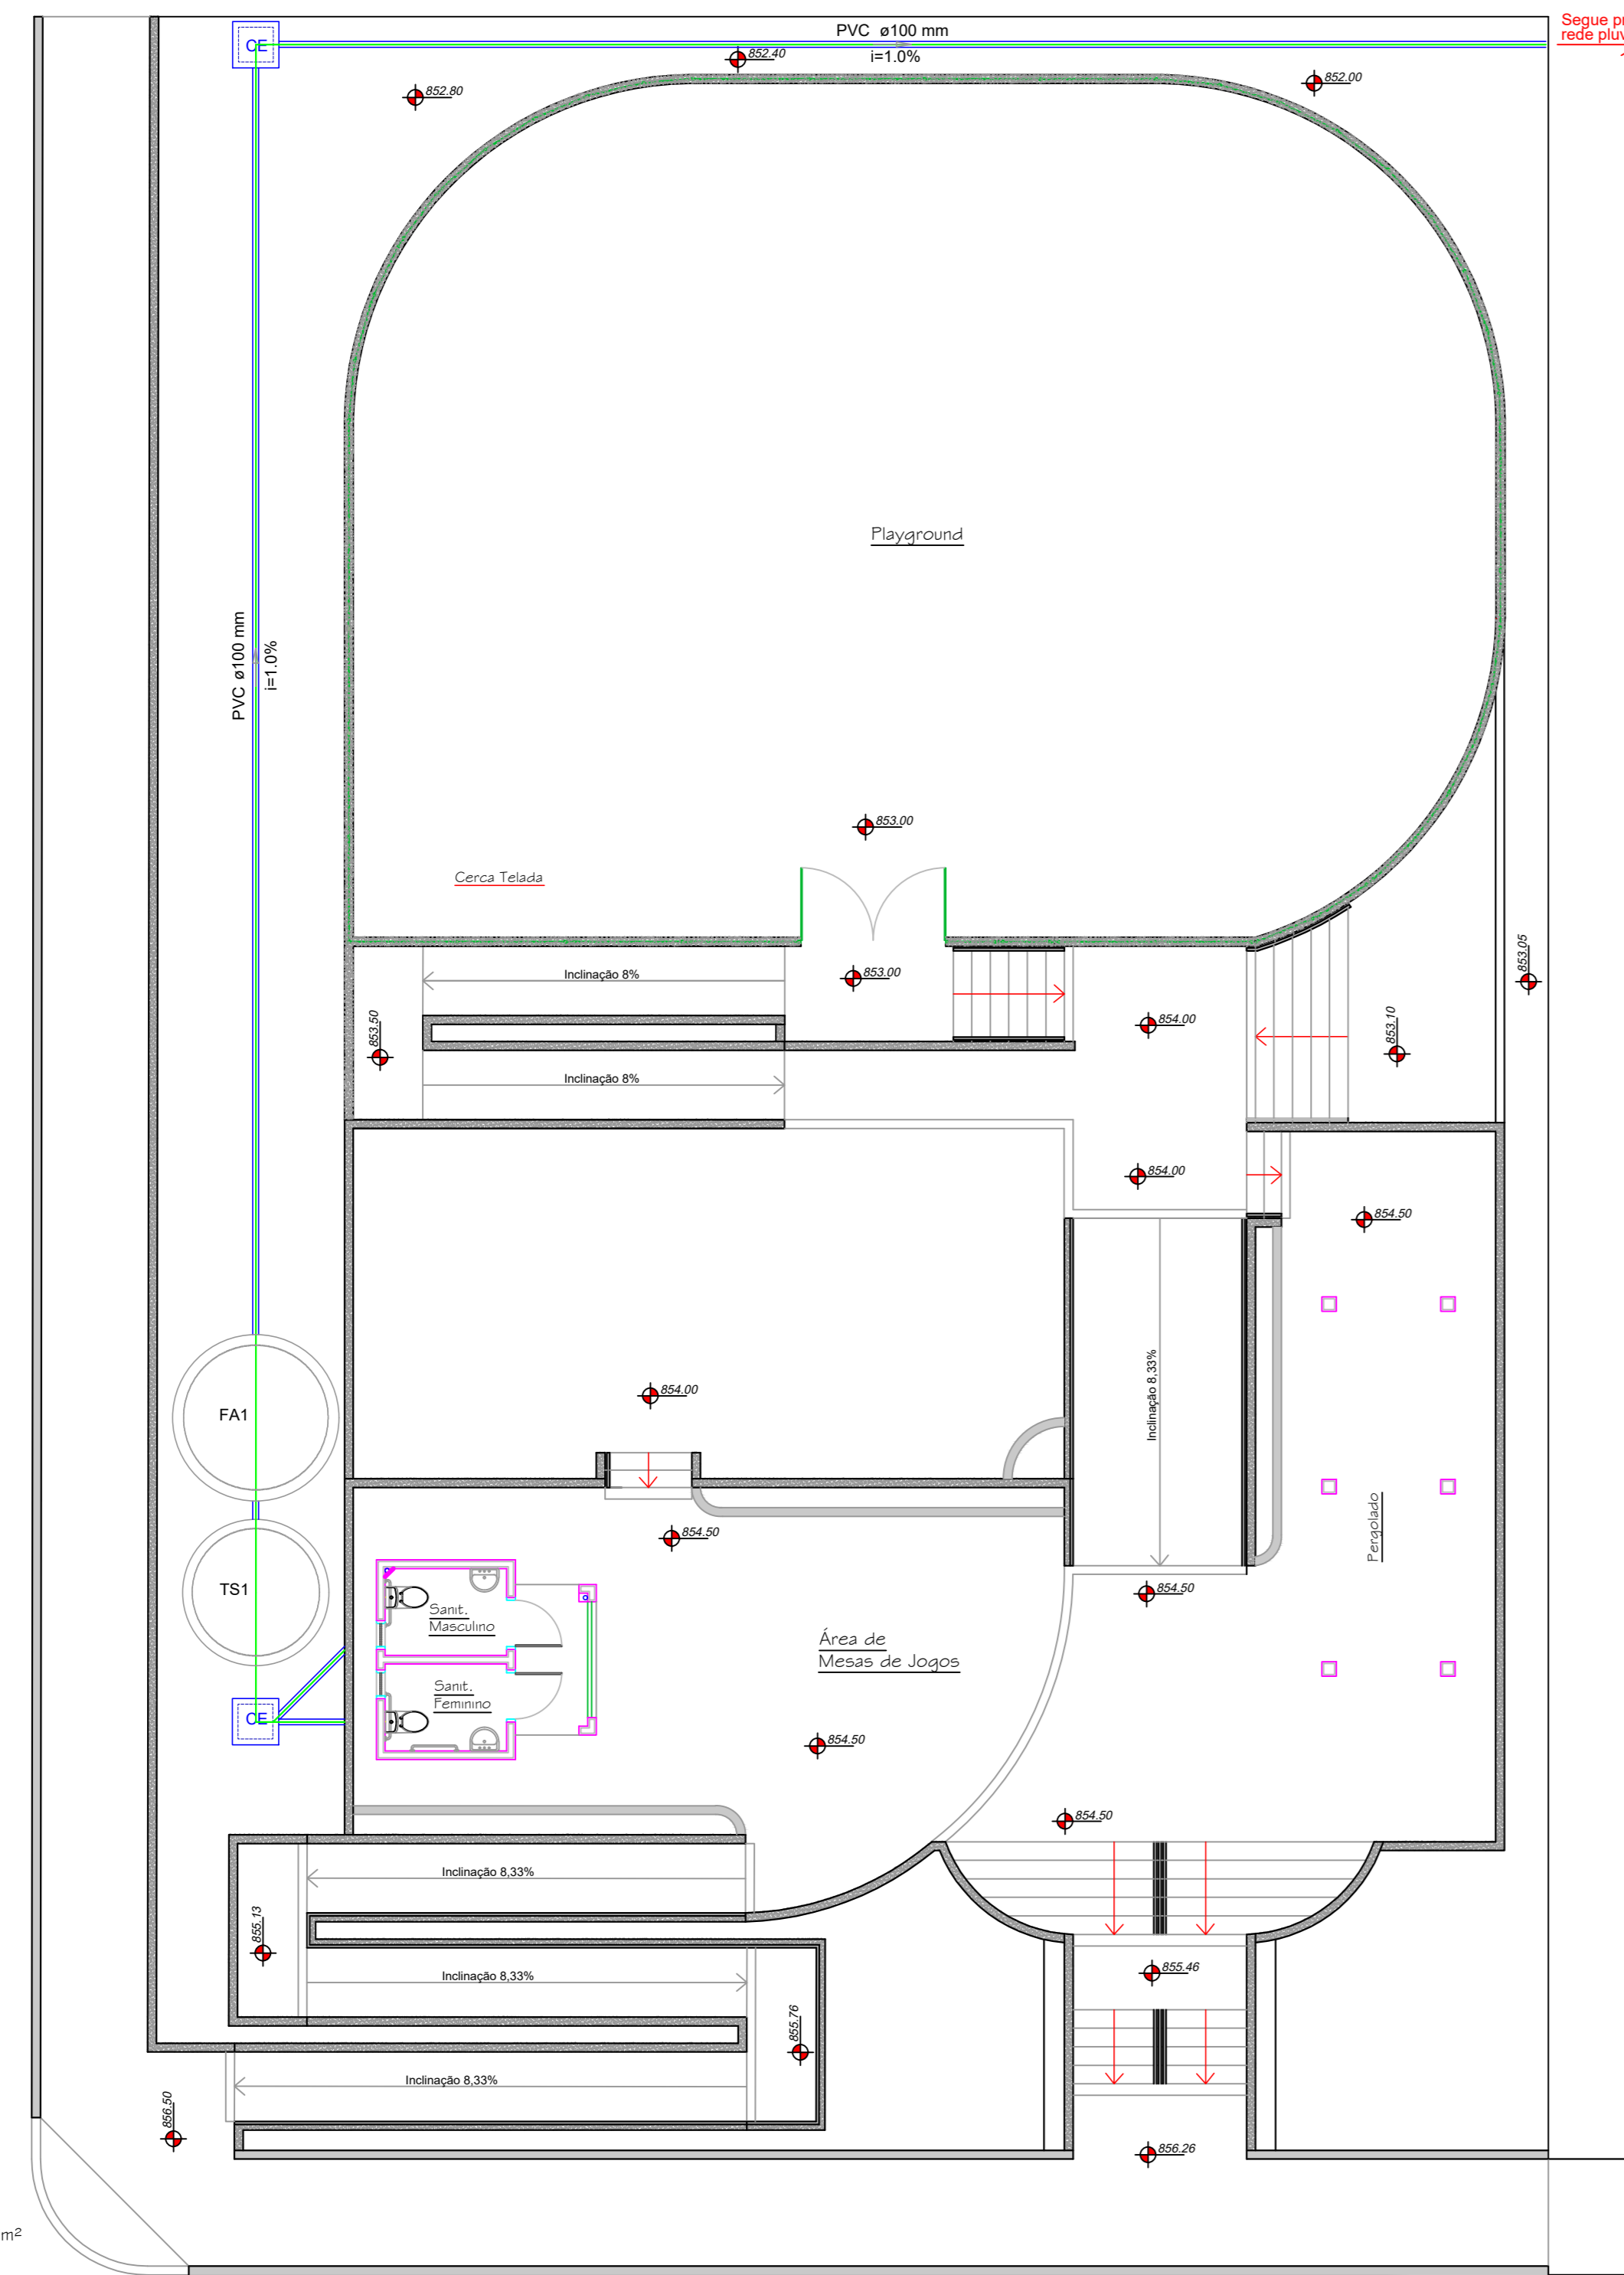 Segue pr
rede pluv
PVC ø100 mm
i=1.0%
CE
852.40
852.80
852.00
Playground
PVC ø100 mm
i=1.0%
853.00
Cerca Telada
Inclinação 8%
853.00
853.05
853.50
854.00
853.10
Inclinação 8%
854.00
854.50
Inclinação 8,33%
854.00
FA1
Pergolado
854.50
TS1
854.50
Sanit.
Masculino
Área de
Mesas de Jogos
Sanit.
Feminino
CE
854.50
854.50
Inclinação 8,33%
855.13
855.46
Inclinação 8,33%
855.76
Inclinação 8,33%
856.50
856.26
m²